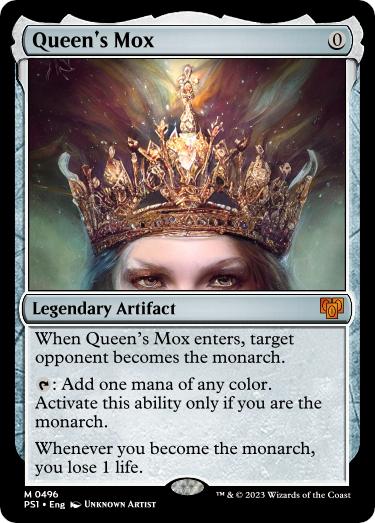 Queen's Mox 0
Legendary Artifact
When Queen's Mox enters, target
opponent becomes the monarch.
: Add one mana of any color.
Activate this ability only if you are the
monarch.
Whenever you become the monarch,
you lose 1 life.
M 0496
PS1 • Eng Unknown Artist
™ & © 2023 Wizards of the Coast